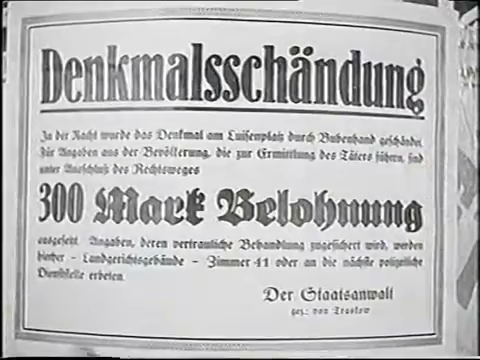 Denkmalsschändung
In der Nacht wurde das Denkmal am Luisenplatz durch Bubenhand geschändet.
Für Angaben aus der Bevölkerung, die zur Ermittlung des Täters führen, sind
unter Ausschluß des Rechtsweges
300 Mark Belohnung
ausgesetzt. Angaben, deren vertrauliche Behandlung zugesichert wird, werden
hierher - Landgerichtsgebäude - Zimmer 41 oder an die nächste polizeiliche
Dienststelle erbeten.
Der Staatsanwalt
gez.: von Trastow